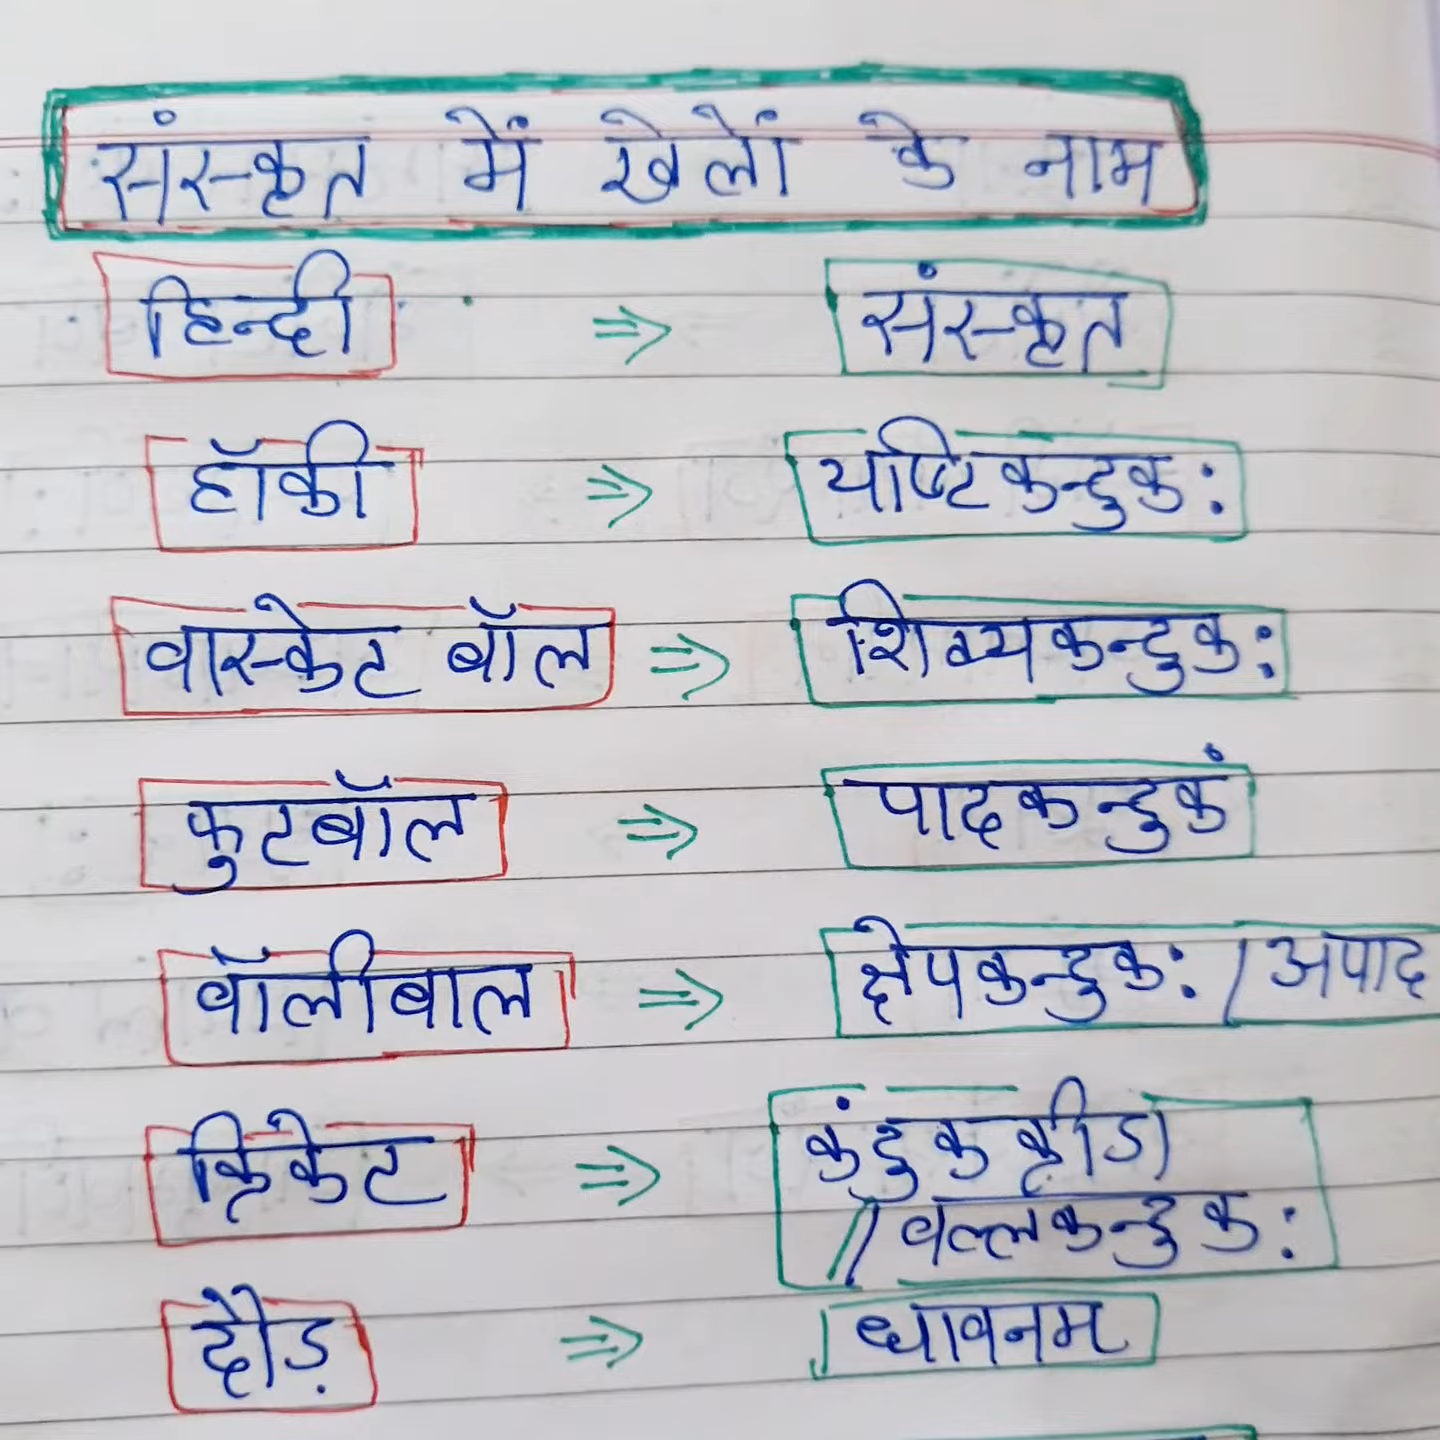 संस्कृत में खेलों के नाम
हिन्दी ⇒ संस्कृत
हॉकी ⇒ यष्टिकन्दुकः
वास्केट बॉल ⇒ शिब्यकन्दुकः
फुटबॉल ⇒ पादकन्दुकं
वॉलीबाल ⇒ क्षेपकन्दुकः / अपाद
क्रिकेट ⇒ कंदुक क्रीडा
/ वल्लकन्दुकः
दौड़ ⇒ धावनम